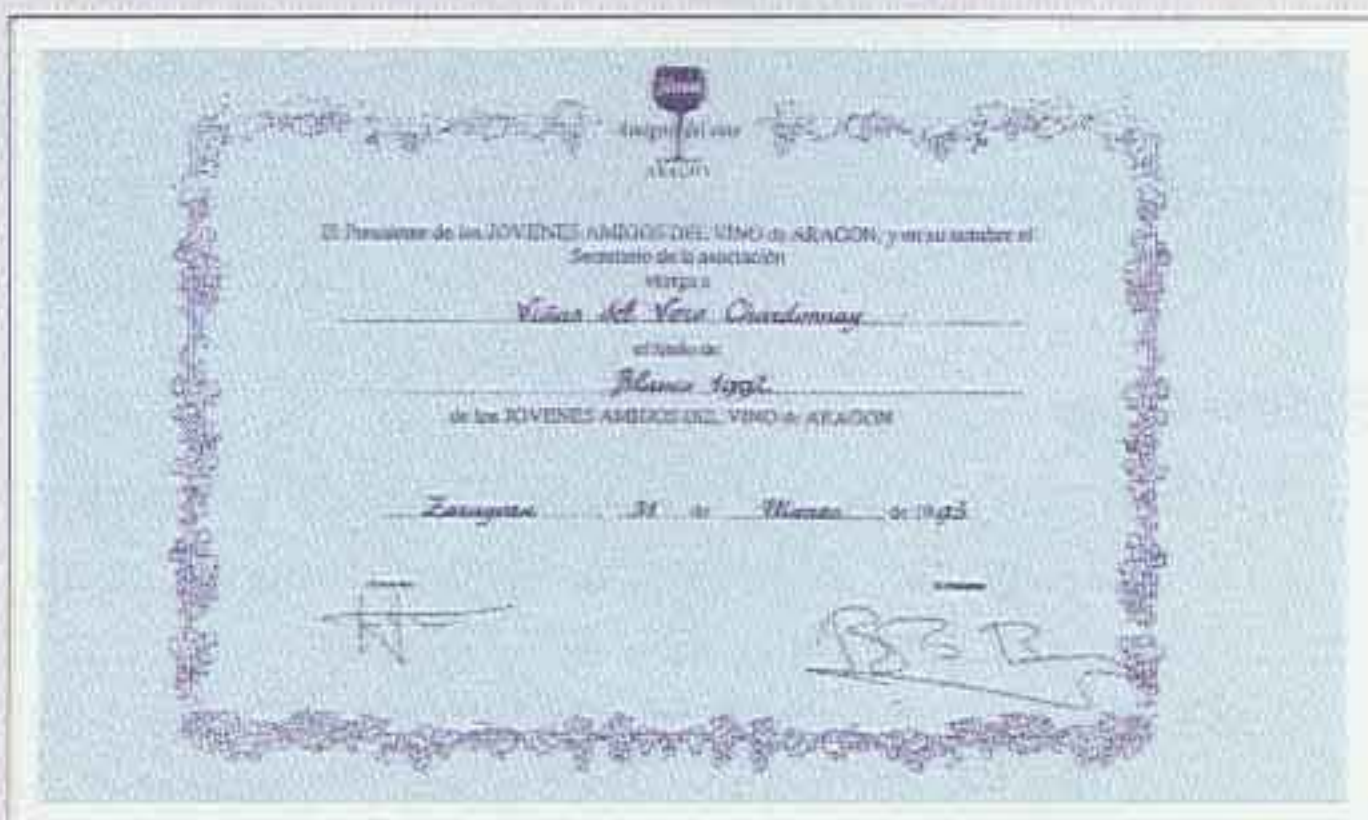 Jóvenes
Amigos del vino
ARAGON
El Presidente de los JOVENES AMIGOS DEL VINO de ARAGON, y en su nombre el
Secretario de la asociación
otorga a
Viñas del Vero Chardonnay
el título de:
Blanco 1992
de los JOVENES AMIGOS DEL VINO de ARAGON
Zaragoza 31 de Marzo de 1993